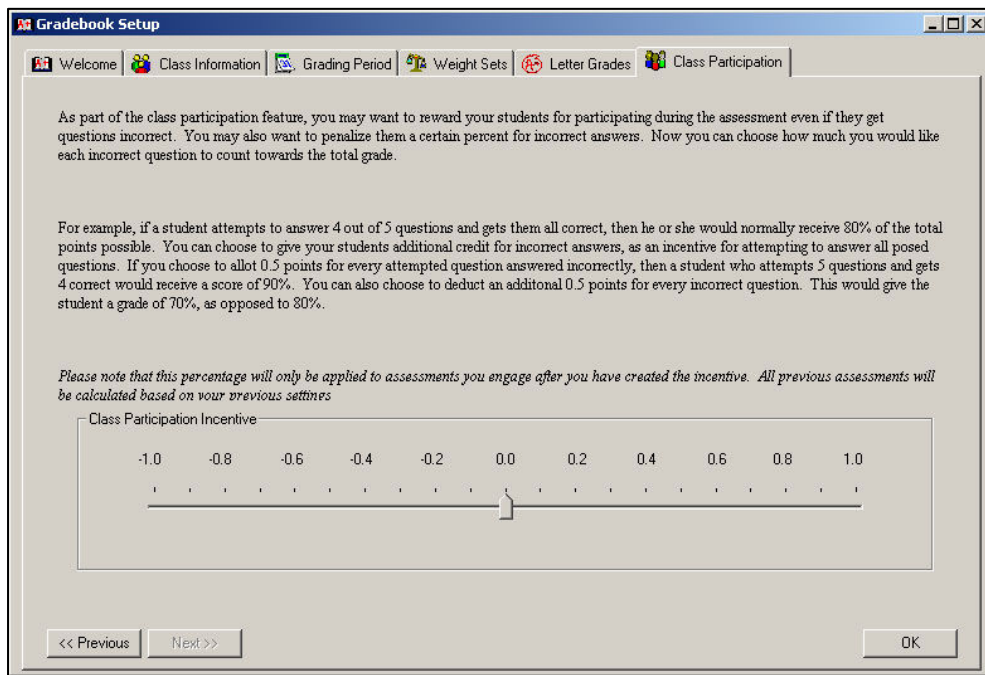 Gradebook Setup
Welcome Class Information Grading Period Weight Sets Letter Grades Class Participation
As part of the class participation feature, you may want to reward your students for participating during the assessment even if they get
questions incorrect. You may also want to penalize them a certain percent for incorrect answers. Now you can choose how much you would like
each incorrect question to count towards the total grade.
For example, if a student attempts to answer 4 out of 5 questions and gets them all correct, then he or she would normally receive 80% of the total
points possible. You can choose to give your students additional credit for incorrect answers, as an incentive for attempting to answer all posed
questions. If you choose to allot 0.5 points for every attempted question answered incorrectly, then a student who attempts 5 questions and gets
4 correct would receive a score of 90%. You can also choose to deduct an additonal 0.5 points for every incorrect question. This would give the
student a grade of 70%, as opposed to 80%.
Please note that this percentage will only be applied to assessments you engage after you have created the incentive. All previous assessments will
be calculated based on your previous settings
Class Participation Incentive
-1.0 -0.8 -0.6 -0.4 -0.2 0.0 0.2 0.4 0.6 0.8 1.0
<< Previous Next >> OK